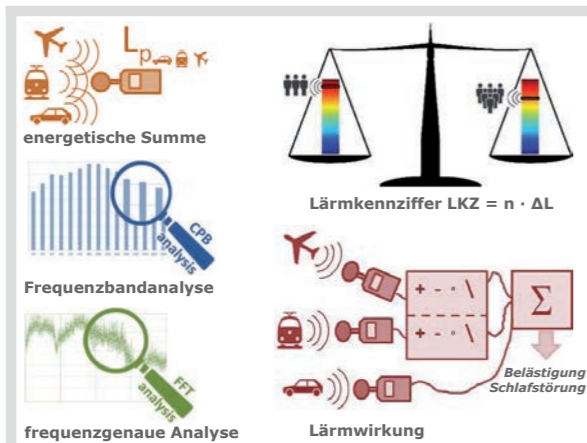 Lp
energetische Summe
CPB
analysis
Frequenzbandanalyse
FFT
analysis
frequenzgenaue Analyse
Lärmkennziffer LKZ = n · ΔL
+ - ∘ \
+ - ∘ \
Σ
Belästigung
Schlafstörung
Lärmwirkung